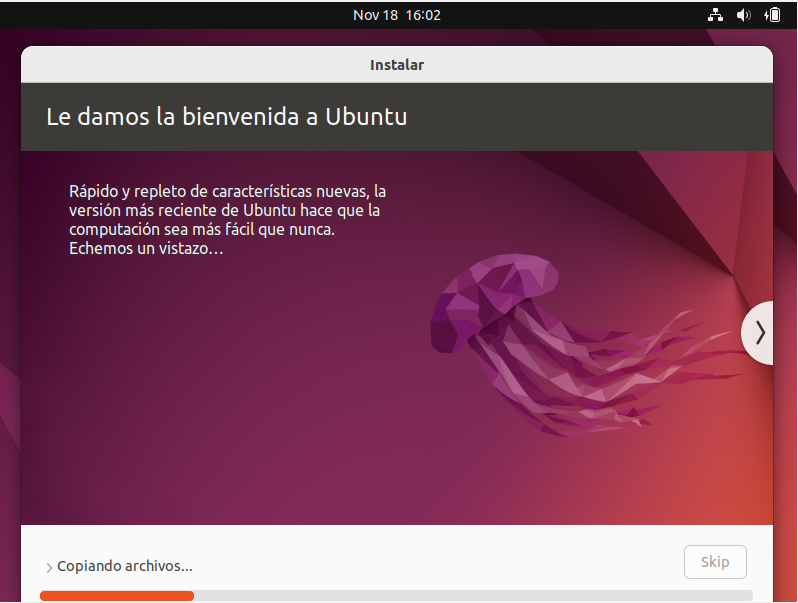 Nov 18 16:02
Instalar
Le damos la bienvenida a Ubuntu
Rápido y repleto de características nuevas, la
versión más reciente de Ubuntu hace que la
computación sea más fácil que nunca.
Echemos un vistazo…
Copiando archivos...
Skip